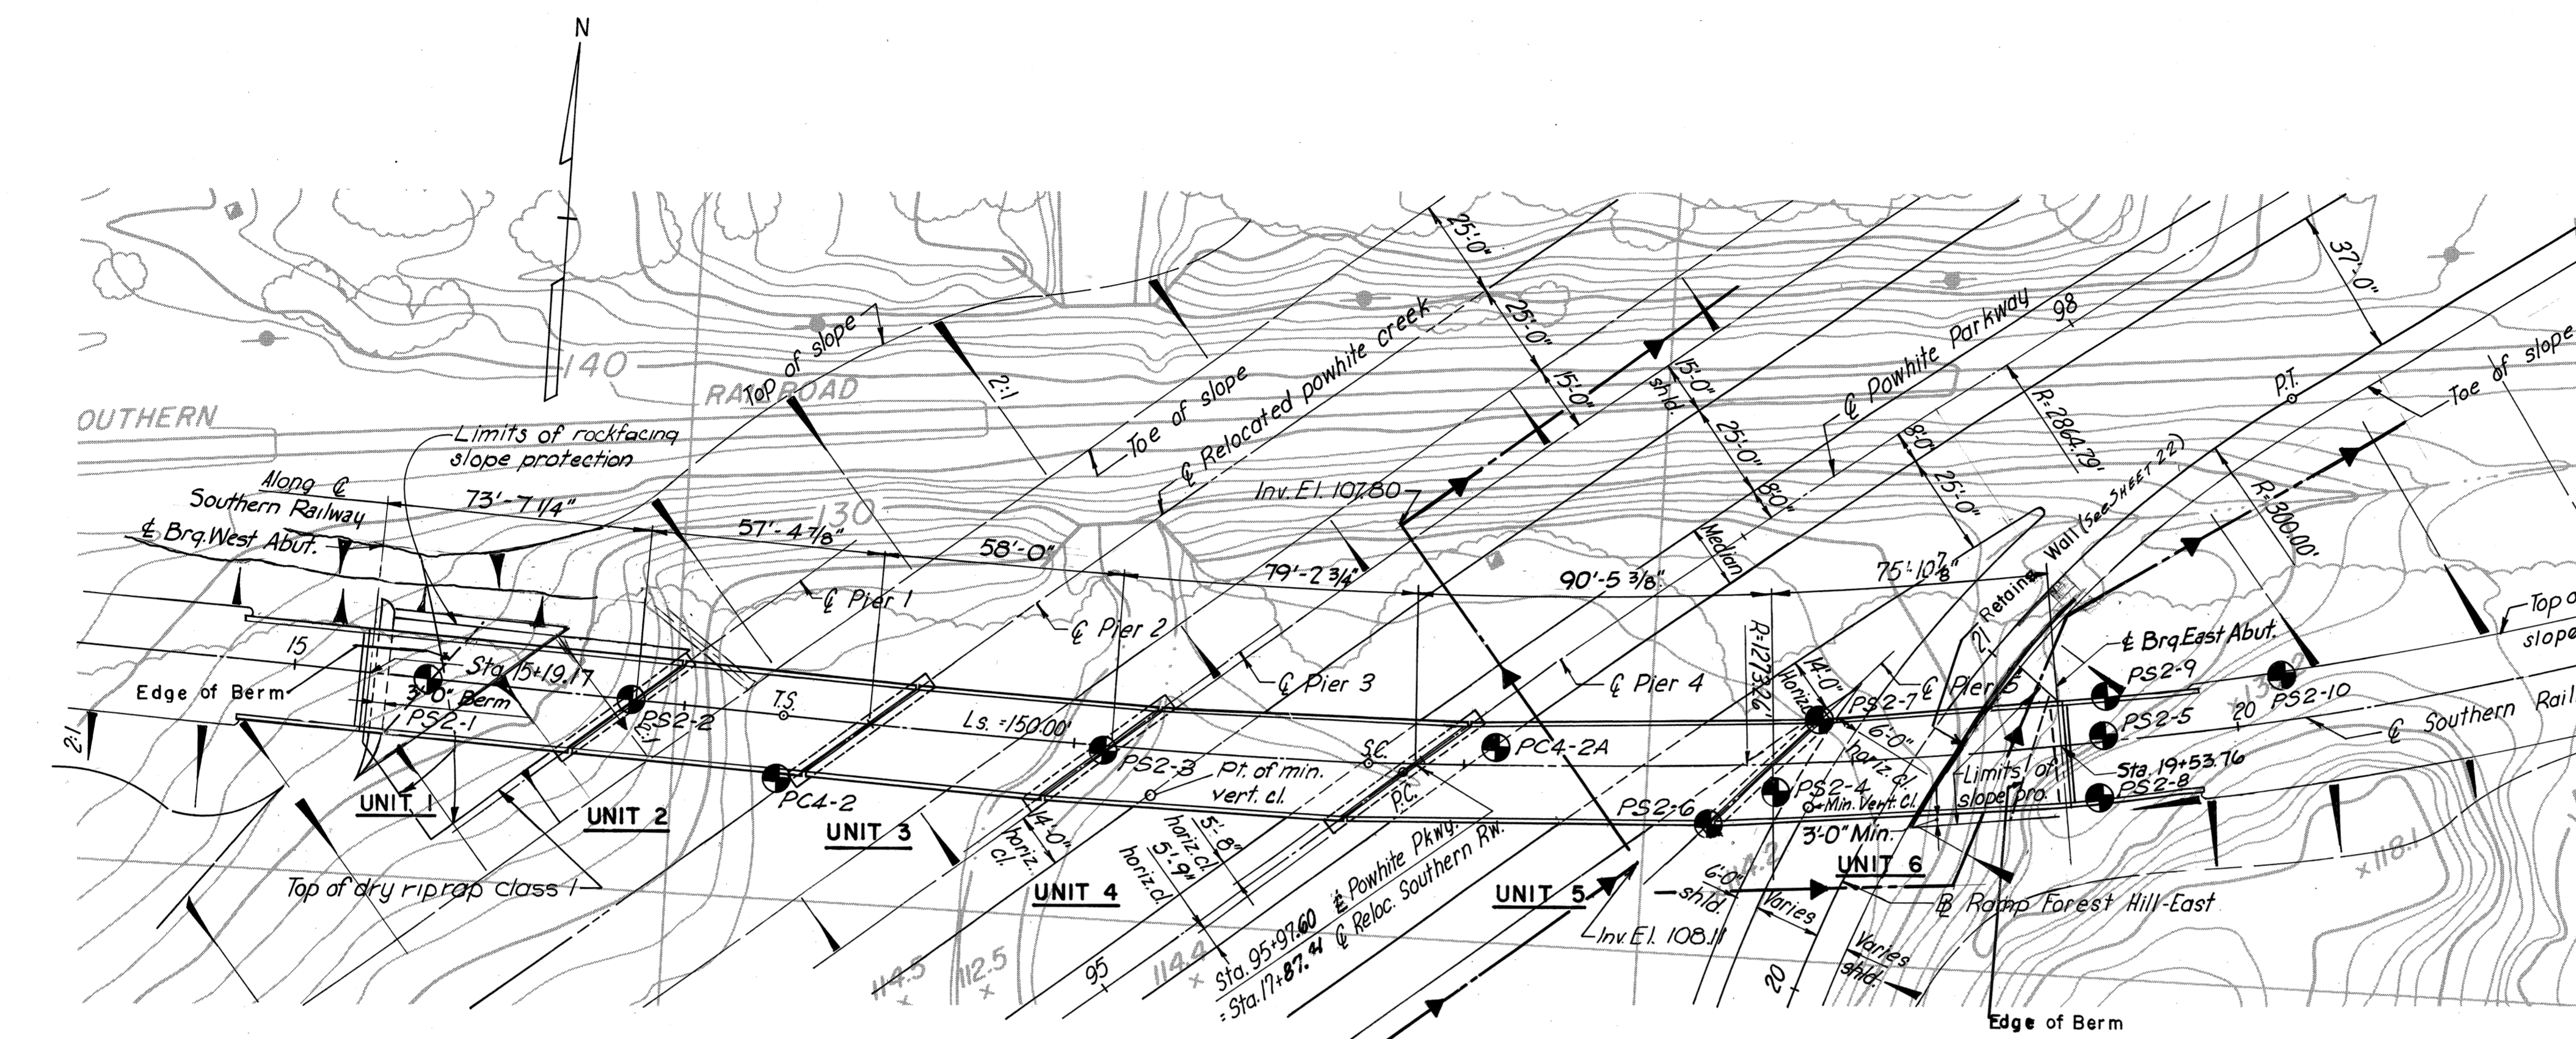 N
140
RAILROAD
OUTHERN
130
Top of slope
2:1
Toe of slope
℄ Relocated powhite creek
25'-0"
25'-0"
15'-0"
15'-0"
shld.
25'-0"
8'-0"
Median
℄ Powhite Parkway
98
8'-0"
25'-0"
R=2864.79'
37'-0"
P.T.
Toe of slope
R=300.00'
Retaining Wall (See SHEET 22)
21
Limits of rockfacing
slope protection
Along ℄
Southern Railway
℄ Brg. West Abut.
73'-7 1/4"
57'-4 7/8"
58'-0"
79'-2 3/4"
90'-5 3/8"
75'-10 7/8"
Inv. El. 107.80
℄ Pier 1
℄ Pier 2
℄ Pier 3
℄ Pier 4
℄ Pier 5
15
Sta. 15+19.17
Edge of Berm
3'-0" Berm
PS2-1
PS2-2
2:1
2:1
T.S.
Ls. =150.00'
PC4-2
PS2-3
Pt. of min.
vert. cl.
S.C.
P.C.
PC4-2A
R=1273.26'
14'-0"
Horiz.
PS2-7
6'-0"
horiz. cl.
PS2-4
Min. Vert. Cl.
PS2-6
3'-0" Min.
Limits of
slope pro.
℄ Brg. East Abut.
PS2-9
PS2-10
PS2-5
20
℄ Southern Rail
Sta. 19+53.76
PS2-8
Top o
slope
UNIT 1
UNIT 2
UNIT 3
UNIT 4
UNIT 5
UNIT 6
Top of dry riprap class 1
14'-0"
horiz.
cl.
5'-8"
horiz. cl.
5'-9"
horiz. cl.
114.5
112.5
114.4
118.1
95
Sta. 95+97.60 ℄ Powhite Pkwy.
= Sta. 17+87.41 ℄ Reloc. Southern Rw.
Inv. El. 108.11
6'-0"
shld.
Varies
20
Varies
shld.
℄ Ramp Forest Hill-East
Edge of Berm